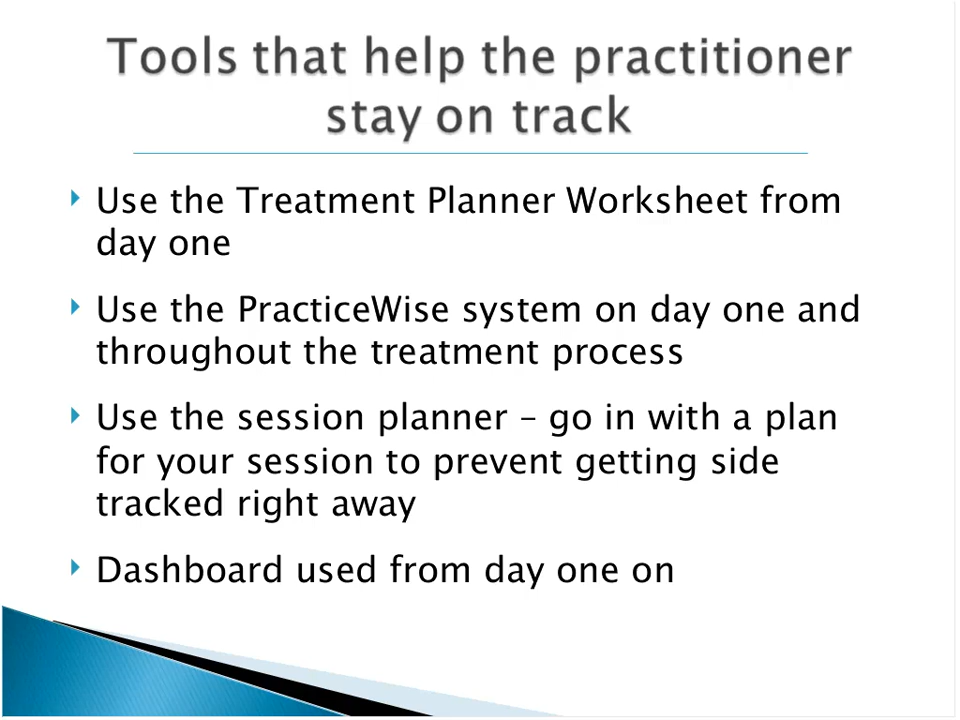 Tools that help the practitioner
stay on track
Use the Treatment Planner Worksheet from
day one
Use the PracticeWise system on day one and
throughout the treatment process
Use the session planner – go in with a plan
for your session to prevent getting side
tracked right away
Dashboard used from day one on